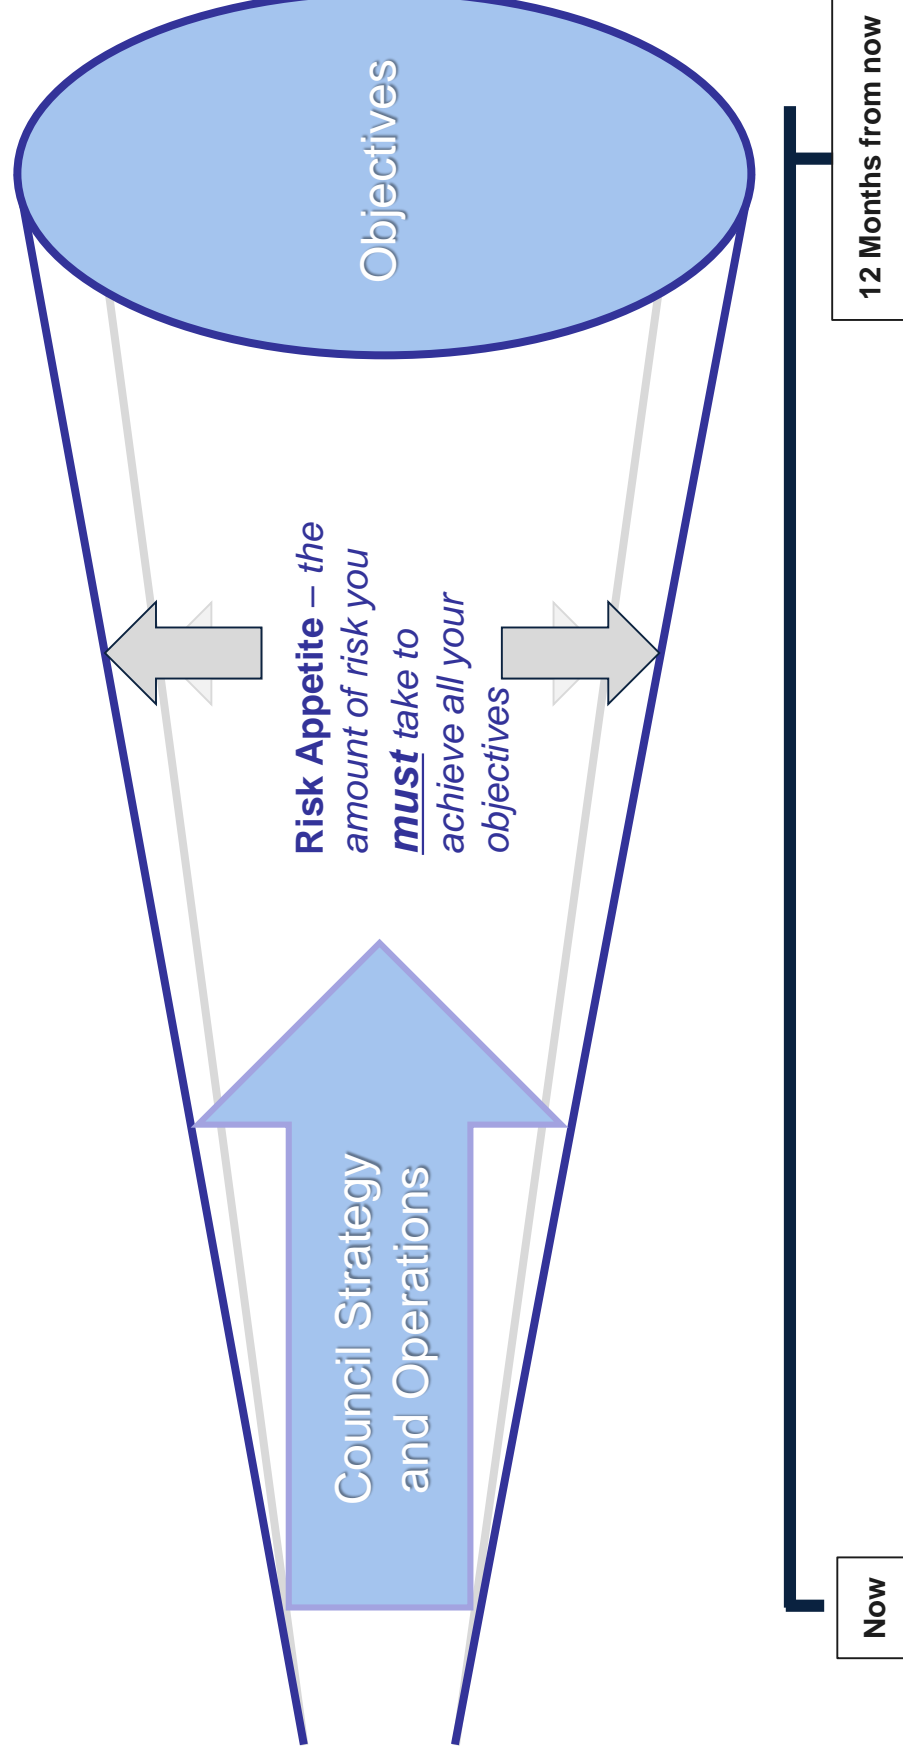 Council Strategy
and Operations
Risk Appetite – the
amount of risk you
must take to
achieve all your
objectives
Objectives
Now
12 Months from now